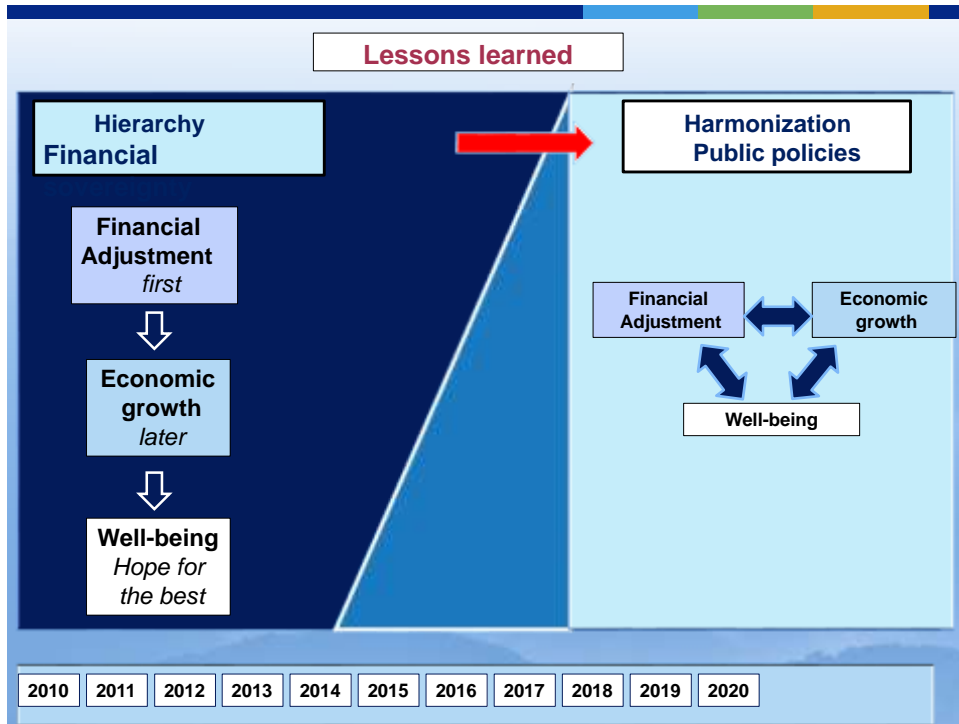 Lessons learned
Hierarchy
Financial
sovereignty
Financial
Adjustment
first
Economic
growth
later
Well-being
Hope for
the best
Harmonization
Public policies
Financial
Adjustment
Economic
growth
Well-being
2010 2011 2012 2013 2014 2015 2016 2017 2018 2019 2020